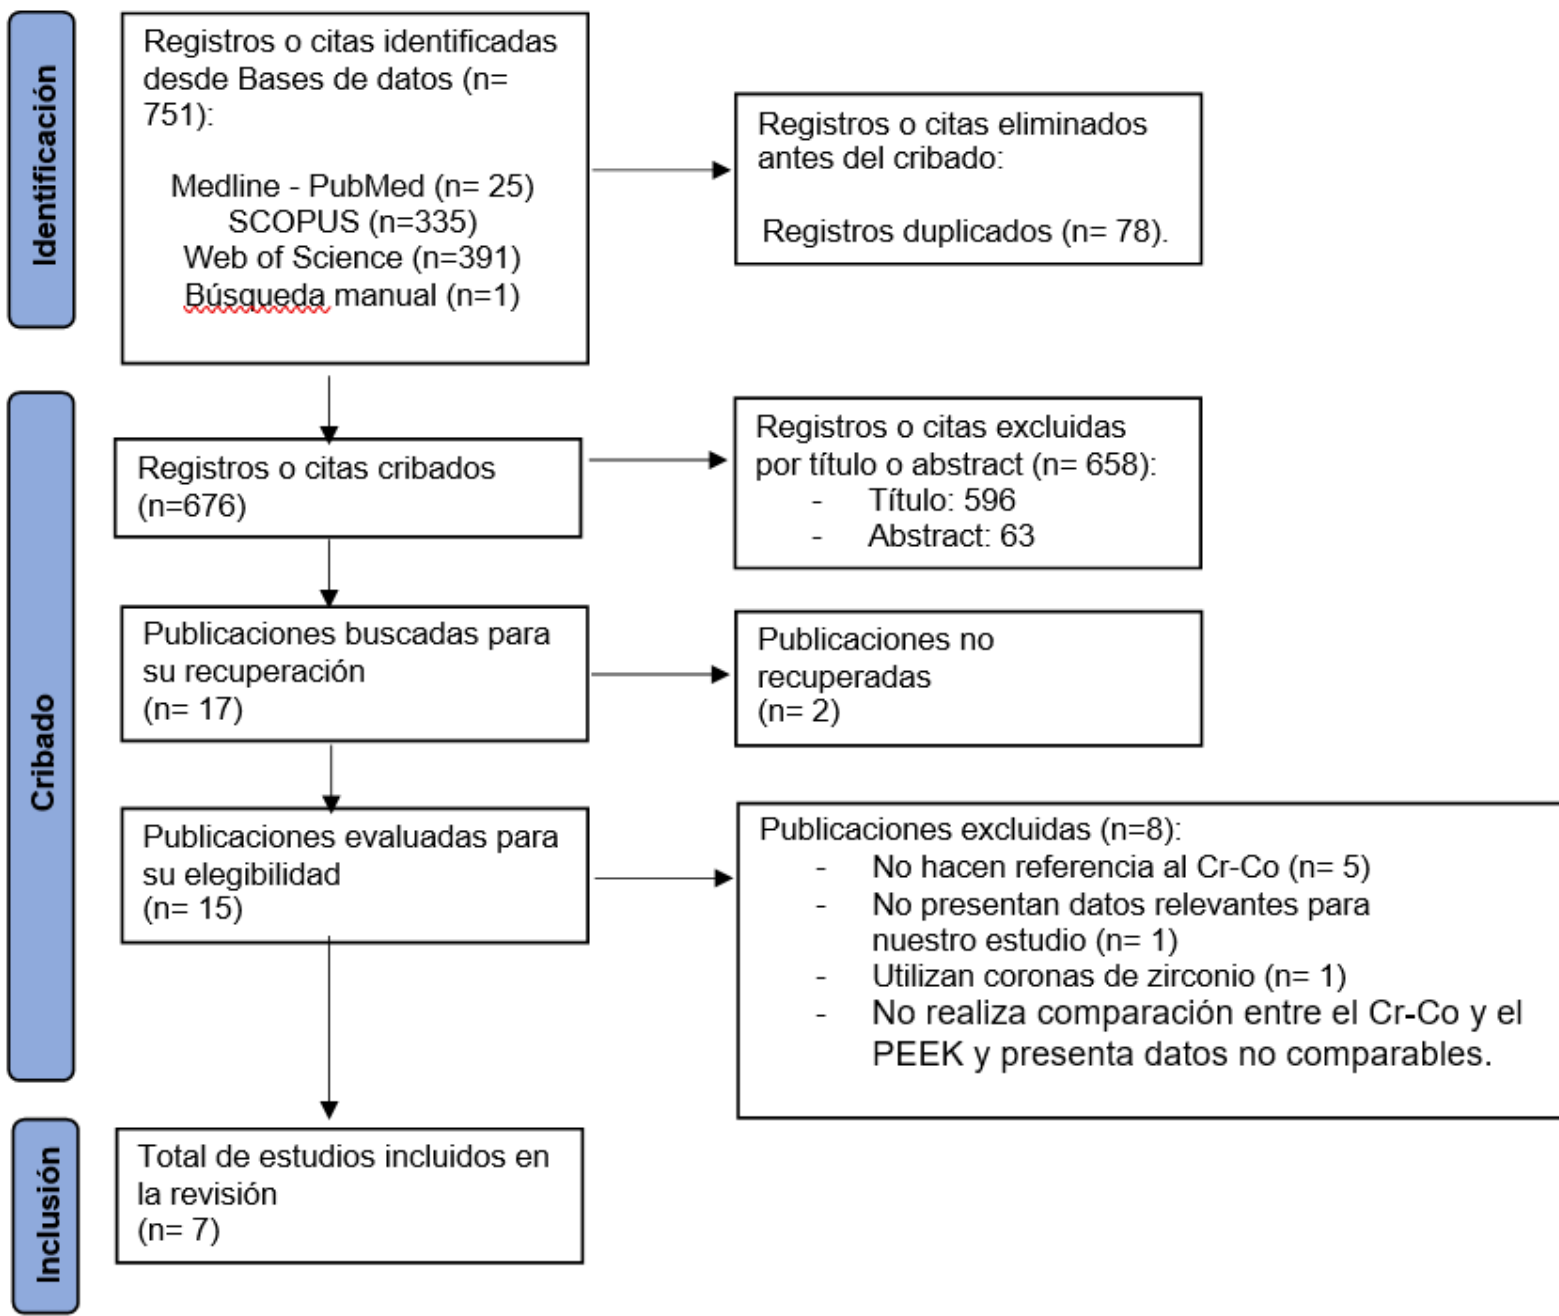 Identificación
Registros o citas identificadas
desde Bases de datos (n=
751):
Medline - PubMed (n= 25)
SCOPUS (n=335)
Web of Science (n=391)
Búsqueda manual (n=1)
Registros o citas eliminados
antes del cribado:
Registros duplicados (n= 78).
Cribado
Registros o citas cribados
(n=676)
Registros o citas excluidas
por título o abstract (n= 658):
- Título: 596
- Abstract: 63
Publicaciones buscadas para
su recuperación
(n= 17)
Publicaciones no
recuperadas
(n= 2)
Publicaciones evaluadas para
su elegibilidad
(n= 15)
Publicaciones excluidas (n=8):
- No hacen referencia al Cr-Co (n= 5)
- No presentan datos relevantes para
nuestro estudio (n= 1)
- Utilizan coronas de zirconio (n= 1)
- No realiza comparación entre el Cr-Co y el
PEEK y presenta datos no comparables.
Inclusión
Total de estudios incluidos en
la revisión
(n= 7)